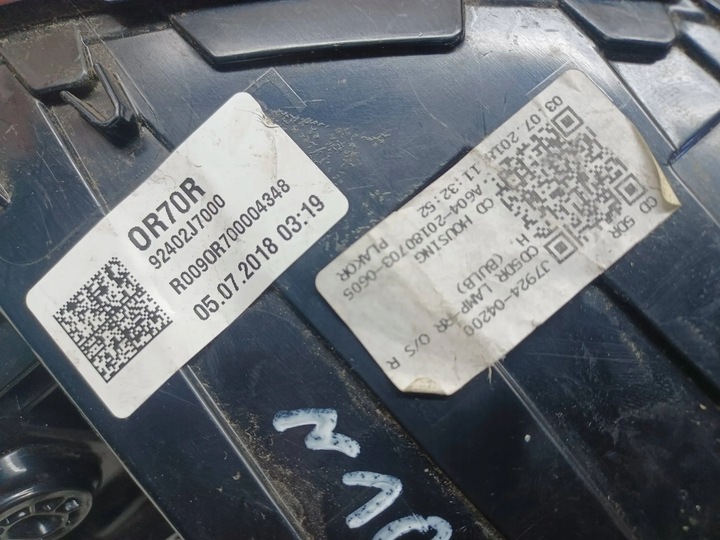 0R70R
92402J7000
R0090R700004348
05.07.2018 03:19
CD 5DR
J7924-04200
CD5DR LAMP RR O/S R
H. (BULB)
CD HOUSING
A604-20180703-0605
PLAKOR
03.07.2018
11:32:52